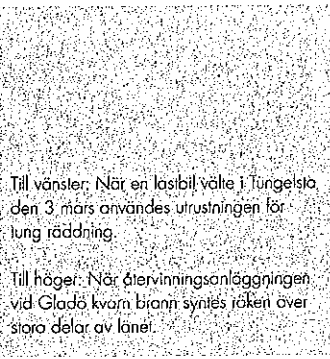 Till vänster: När en lastbil välte i Tungelsta
den 3 mars användes utrustningen för
tung räddning.
Till höger: När återvinningsanläggningen
vid Gladö kvarn brann syntes röken över
stora delar av länet.